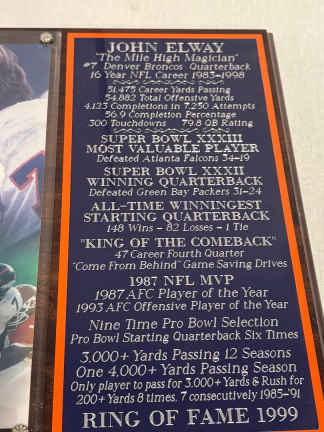 JOHN ELWAY
"The Mile High Magician"
#7 Denver Broncos Quarterback
16 Year NFL Career 1983-1998
51,475 Career Yards Passing
54,882 Total Offensive Yards
4,123 Completions in 7,250 Attempts
56.9 Completion Percentage
300 Touchdowns 79.8 QB Rating
SUPER BOWL XXXIII
MOST VALUABLE PLAYER
Defeated Atlanta Falcons 34-19
SUPER BOWL XXXII
WINNING QUARTERBACK
Defeated Green Bay Packers 31-24
ALL-TIME WINNINGEST
STARTING QUARTERBACK
148 Wins - 82 Losses - 1 Tie
"KING OF THE COMEBACK"
47 Career Fourth Quarter
"Come From Behind" Game Saving Drives
1987 NFL MVP
1987 AFC Player of the Year
1993 AFC Offensive Player of the Year
Nine Time Pro Bowl Selection
Pro Bowl Starting Quarterback Six Times
3,000+ Yards Passing 12 Seasons
One 4,000+ Yards Passing Season
Only player to pass for 3,000+ Yards & Rush for
200+ Yards 8 times, 7 consecutively 1985-'91
RING OF FAME 1999